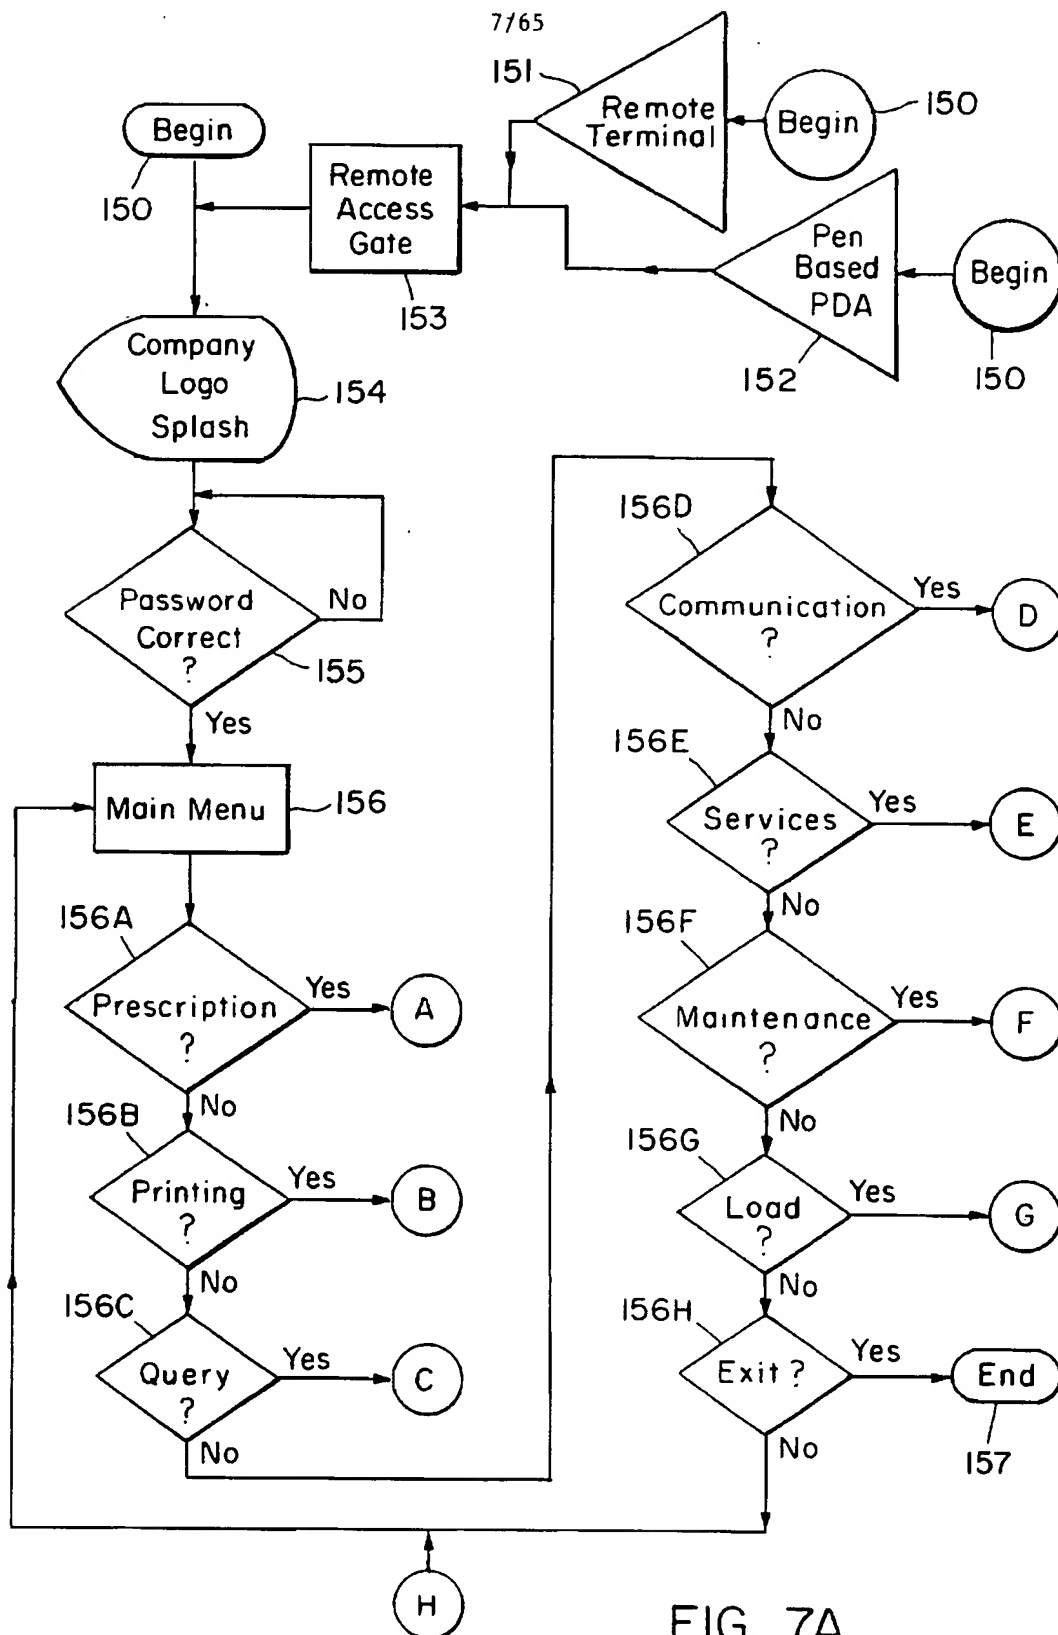 7/65
151
Remote
Terminal
Begin
150
Begin
150
Remote
Access
Gate
153
Pen
Based
PDA
152
Begin
150
Company
Logo
Splash
154
Password
Correct
?
No
155
Yes
Main Menu
156
156A
Prescription
?
Yes
A
No
156B
Printing
?
Yes
B
No
156C
Query
?
Yes
C
No
156D
Communication
?
Yes
D
No
156E
Services
?
Yes
E
No
156F
Maintenance
?
Yes
F
No
156G
Load
?
Yes
G
No
156H
Exit ?
Yes
End
157
No
H
FIG. 7A